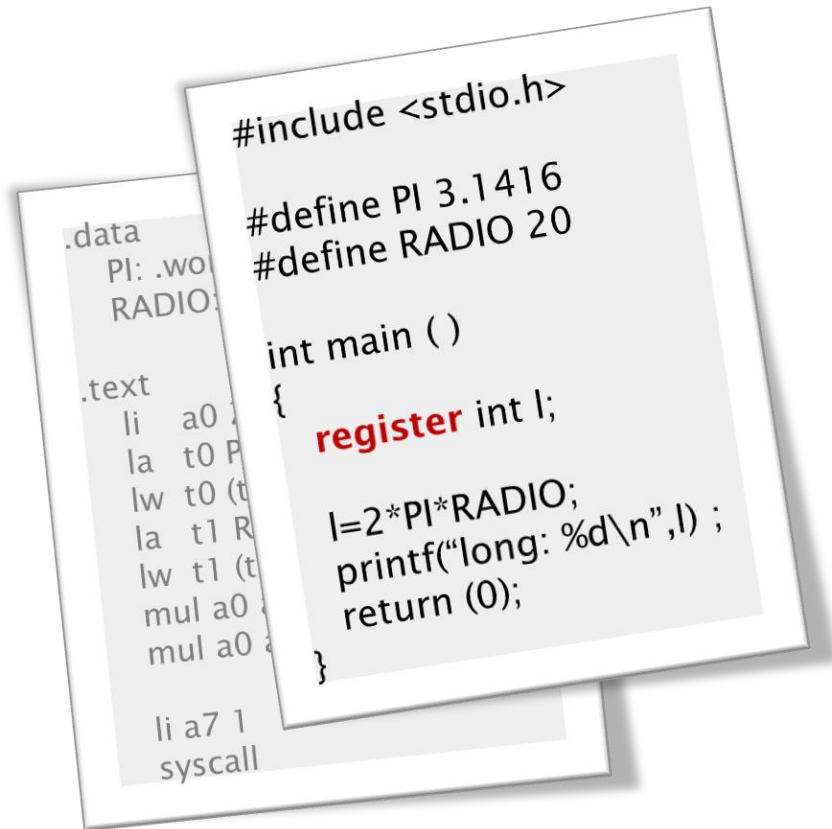 #include <stdio.h>
#define PI 3.1416
#define RADIO 20
int main ( )
{
register int l;
l=2*PI*RADIO;
printf(“long: %d\n”,l) ;
return (0);
}
.data
PI:
RADIO:
.text
li a0
la t0
lw t0
la t1
lw t1
mul a0
mul a0
li a7 1
syscall